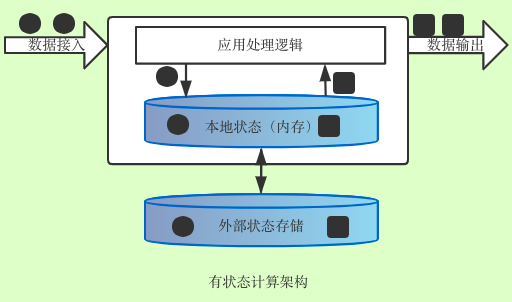 数据接入
应用处理逻辑
数据输出
本地状态（内存）
外部状态存储
有状态计算架构